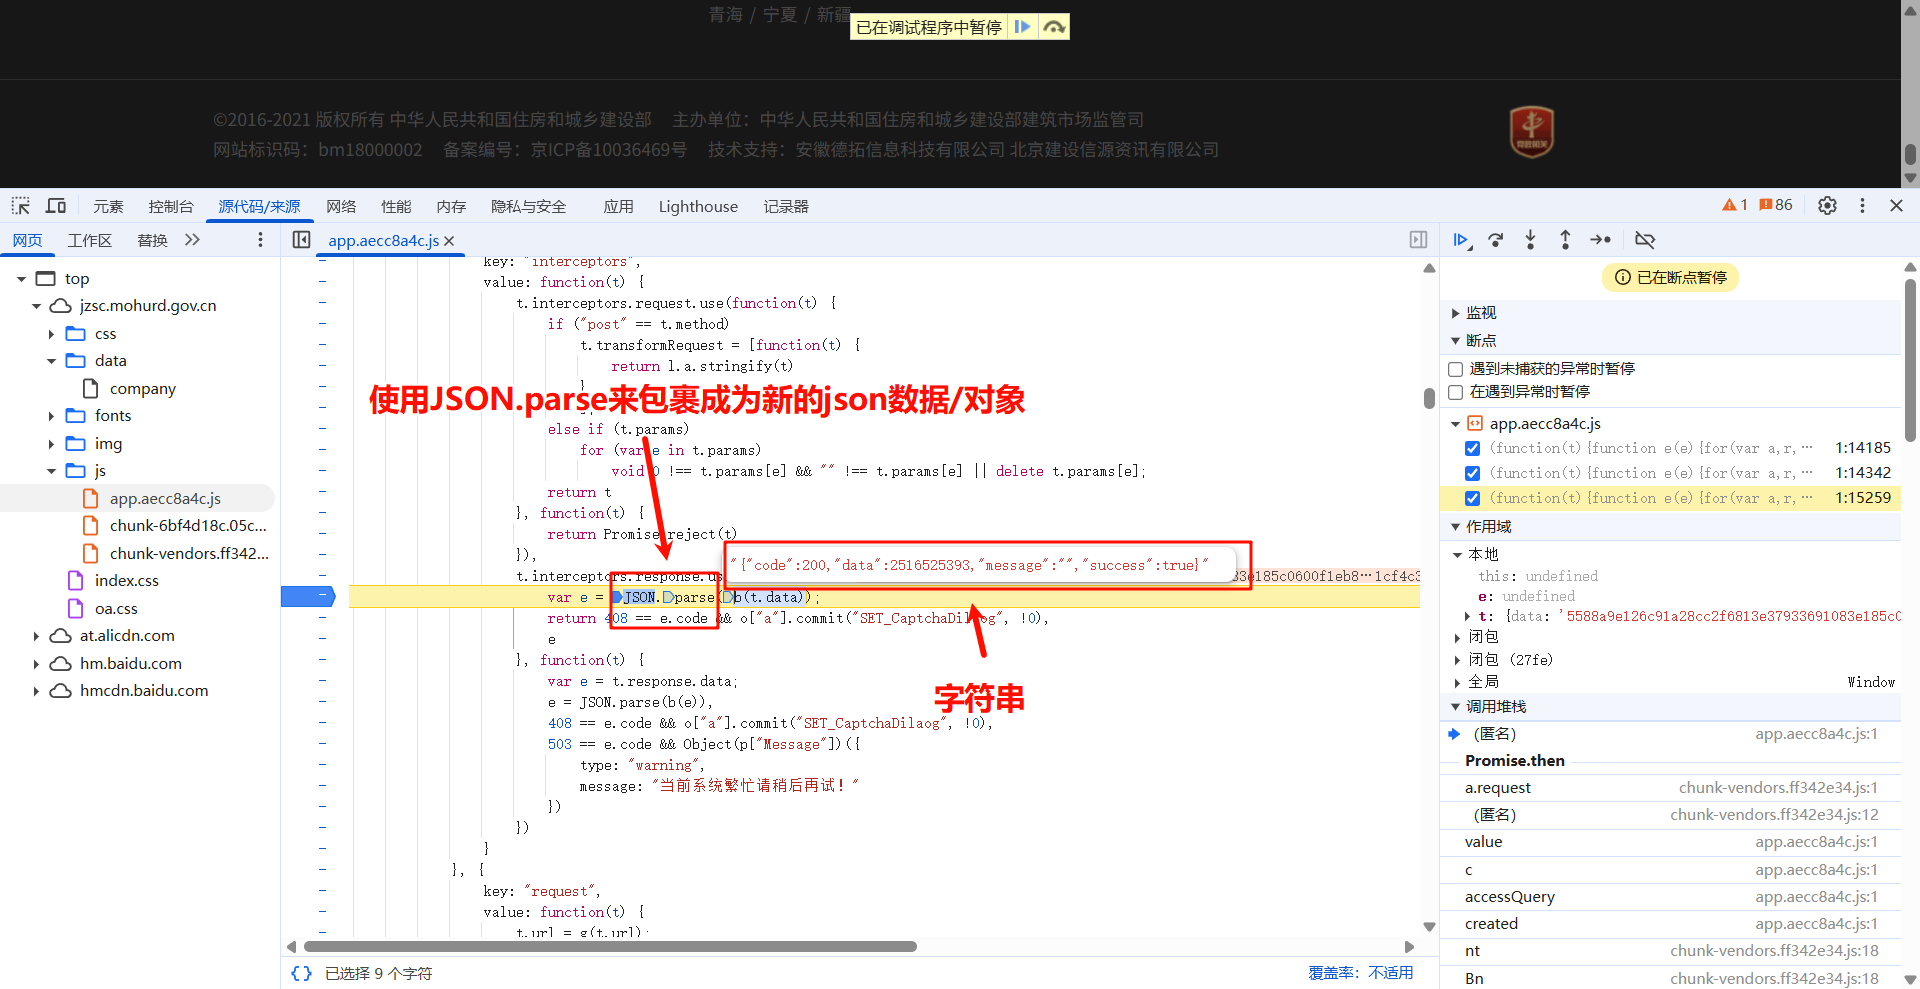 青海 / 宁夏 / 新疆
已在调试程序中暂停
©2016-2021 版权所有 中华人民共和国住房和城乡建设部 主办单位：中华人民共和国住房和城乡建设部建筑市场监管司
网站标识码：bm18000002 备案编号：京ICP备10036469号 技术支持：安徽德拓信息科技有限公司 北京建设信源资讯有限公司
元素 控制台 源代码/来源 网络 性能 内存 隐私与安全 应用 Lighthouse 记录器 1 86
网页 工作区 替换
app.aecc8a4c.js
top
jzsc.mohurd.gov.cn
css
data
company
fonts
img
js
app.aecc8a4c.js
chunk-6bf4d18c.05c...
chunk-vendors.ff342...
index.css
oa.css
at.alicdn.com
hm.baidu.com
hmcdn.baidu.com
key: "interceptors",
value: function(t) {
t.interceptors.request.use(function(t) {
if ("post" == t.method)
t.transformRequest = [function(t) {
return l.a.stringify(t)
}
使用JSON.parse来包裹成为新的json数据/对象
else if (t.params)
for (var e in t.params)
void 0 !== t.params[e] && "" !== t.params[e] || delete t.params[e];
return t
}, function(t) {
return Promise.reject(t)
}),
"{"code":200,"data":2516525393,"message":"","success":true}"
t.interceptors.response.us 33e185c0600f1eb8…1cf4c3
var e = JSON.parse(b(t.data));
return 408 == e.code && o["a"].commit("SET_CaptchaDilaog", !0),
e
}, function(t) {
var e = t.response.data;
字符串
e = JSON.parse(b(e)),
408 == e.code && o["a"].commit("SET_CaptchaDilaog", !0),
503 == e.code && Object(p["Message"])({
type: "warning",
message: "当前系统繁忙请稍后再试！"
})
})
}
}, {
key: "request",
value: function(t) {
t.url = g(t.url);
{} 已选择 9 个字符 覆盖率：不适用
已在断点暂停
监视
断点
遇到未捕获的异常时暂停
在遇到异常时暂停
app.aecc8a4c.js
(function(t){function e(e){for(var a,r,… 1:14185
(function(t){function e(e){for(var a,r,… 1:14342
(function(t){function e(e){for(var a,r,… 1:15259
作用域
本地
this: undefined
e: undefined
t: {data: '5588a9e126c91a28cc2f6813e37933691083e185c0
闭包
闭包 (27fe)
全局 Window
调用堆栈
(匿名) app.aecc8a4c.js:1
Promise.then
a.request chunk-vendors.ff342e34.js:1
(匿名) chunk-vendors.ff342e34.js:12
value app.aecc8a4c.js:1
c app.aecc8a4c.js:1
accessQuery app.aecc8a4c.js:1
created app.aecc8a4c.js:1
nt chunk-vendors.ff342e34.js:18
Bn chunk-vendors.ff342e34.js:18